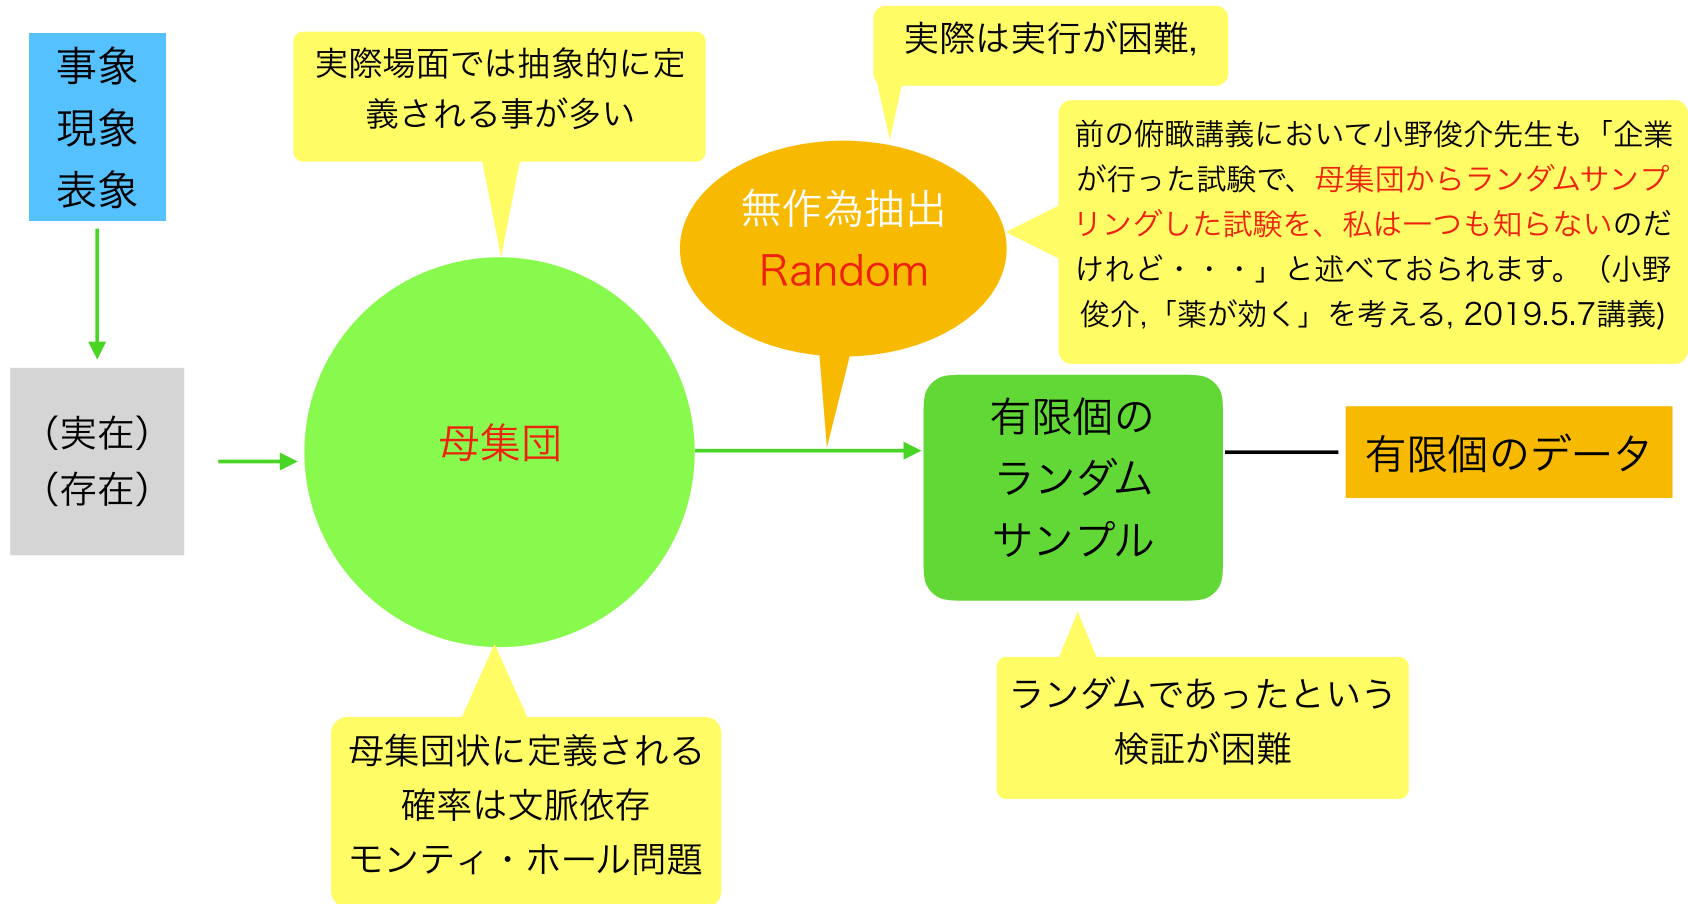 事象
現象
表象
（実在）
（存在）
実際場面では抽象的に定
義される事が多い
母集団
母集団状に定義される
確率は文脈依存
モンティ・ホール問題
実際は実行が困難,
無作為抽出
Random
前の俯瞰講義において小野俊介先生も「企業
が行った試験で、母集団からランダムサンプ
リングした試験を、私は一つも知らないのだ
けれど・・・」と述べておられます。（小野
俊介,「薬が効く」を考える, 2019.5.7講義)
有限個の
ランダム
サンプル
ランダムであったという
検証が困難
有限個のデータ